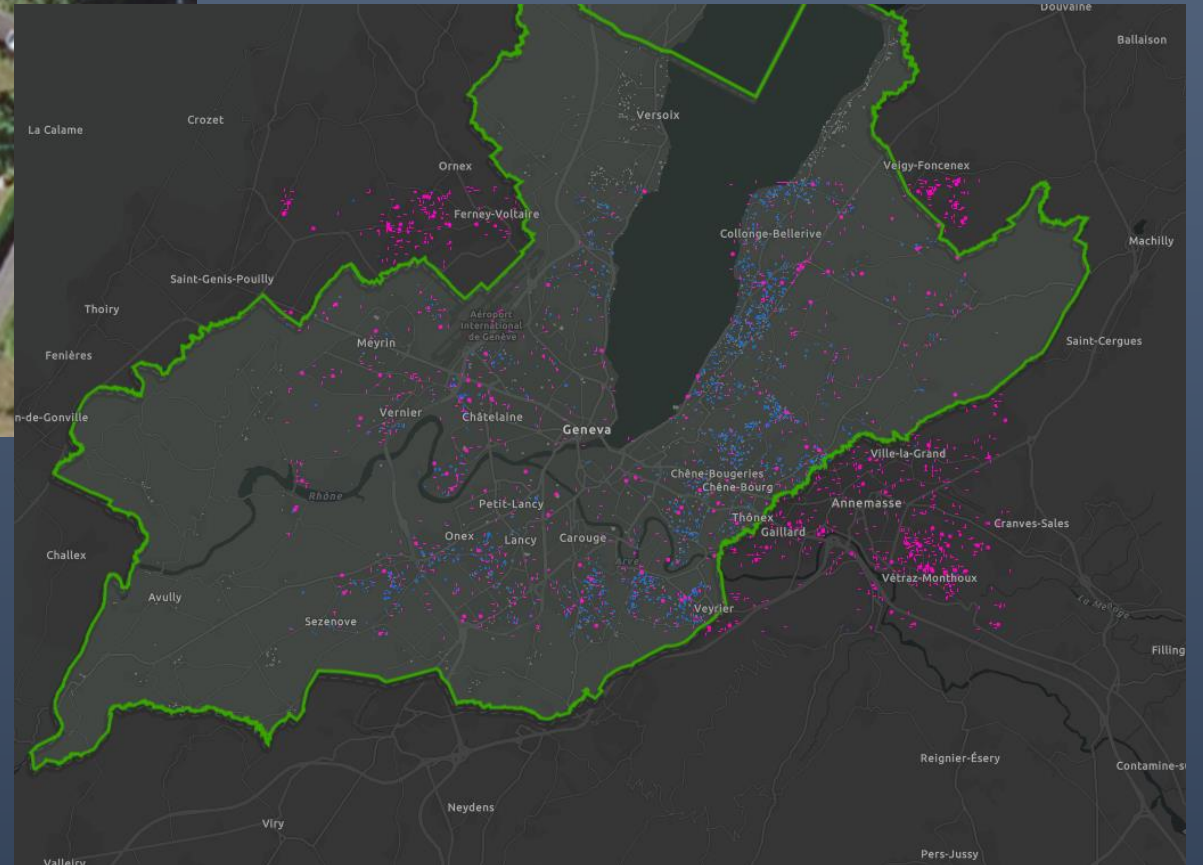 Douvaine
Ballaison
Versoix
Crozet
La Calame
Ornex
Veigy-Foncenex
Ferney-Voltaire
Collonge-Bellerive
Machilly
Saint-Genis-Pouilly
Thoiry
Aéroport
International
de Genève
Meyrin
Saint-Cergues
Fenières
n-de-Gonville
Vernier
Châtelaine
Geneva
Ville-la-Grand
Chêne-Bougeries
Chêne-Bourg
Rhône
Petit-Lancy
Annemasse
Thônex
Cranves-Sales
Gaillard
Onex
Lancy
Carouge
Challex
Arve
Vétraz-Monthoux
Avully
La Menoge
Veyrier
Sezenove
Filling
Reignier-Ésery
Contamine-s
Neydens
Viry
Pers-Jussy
Valleiry